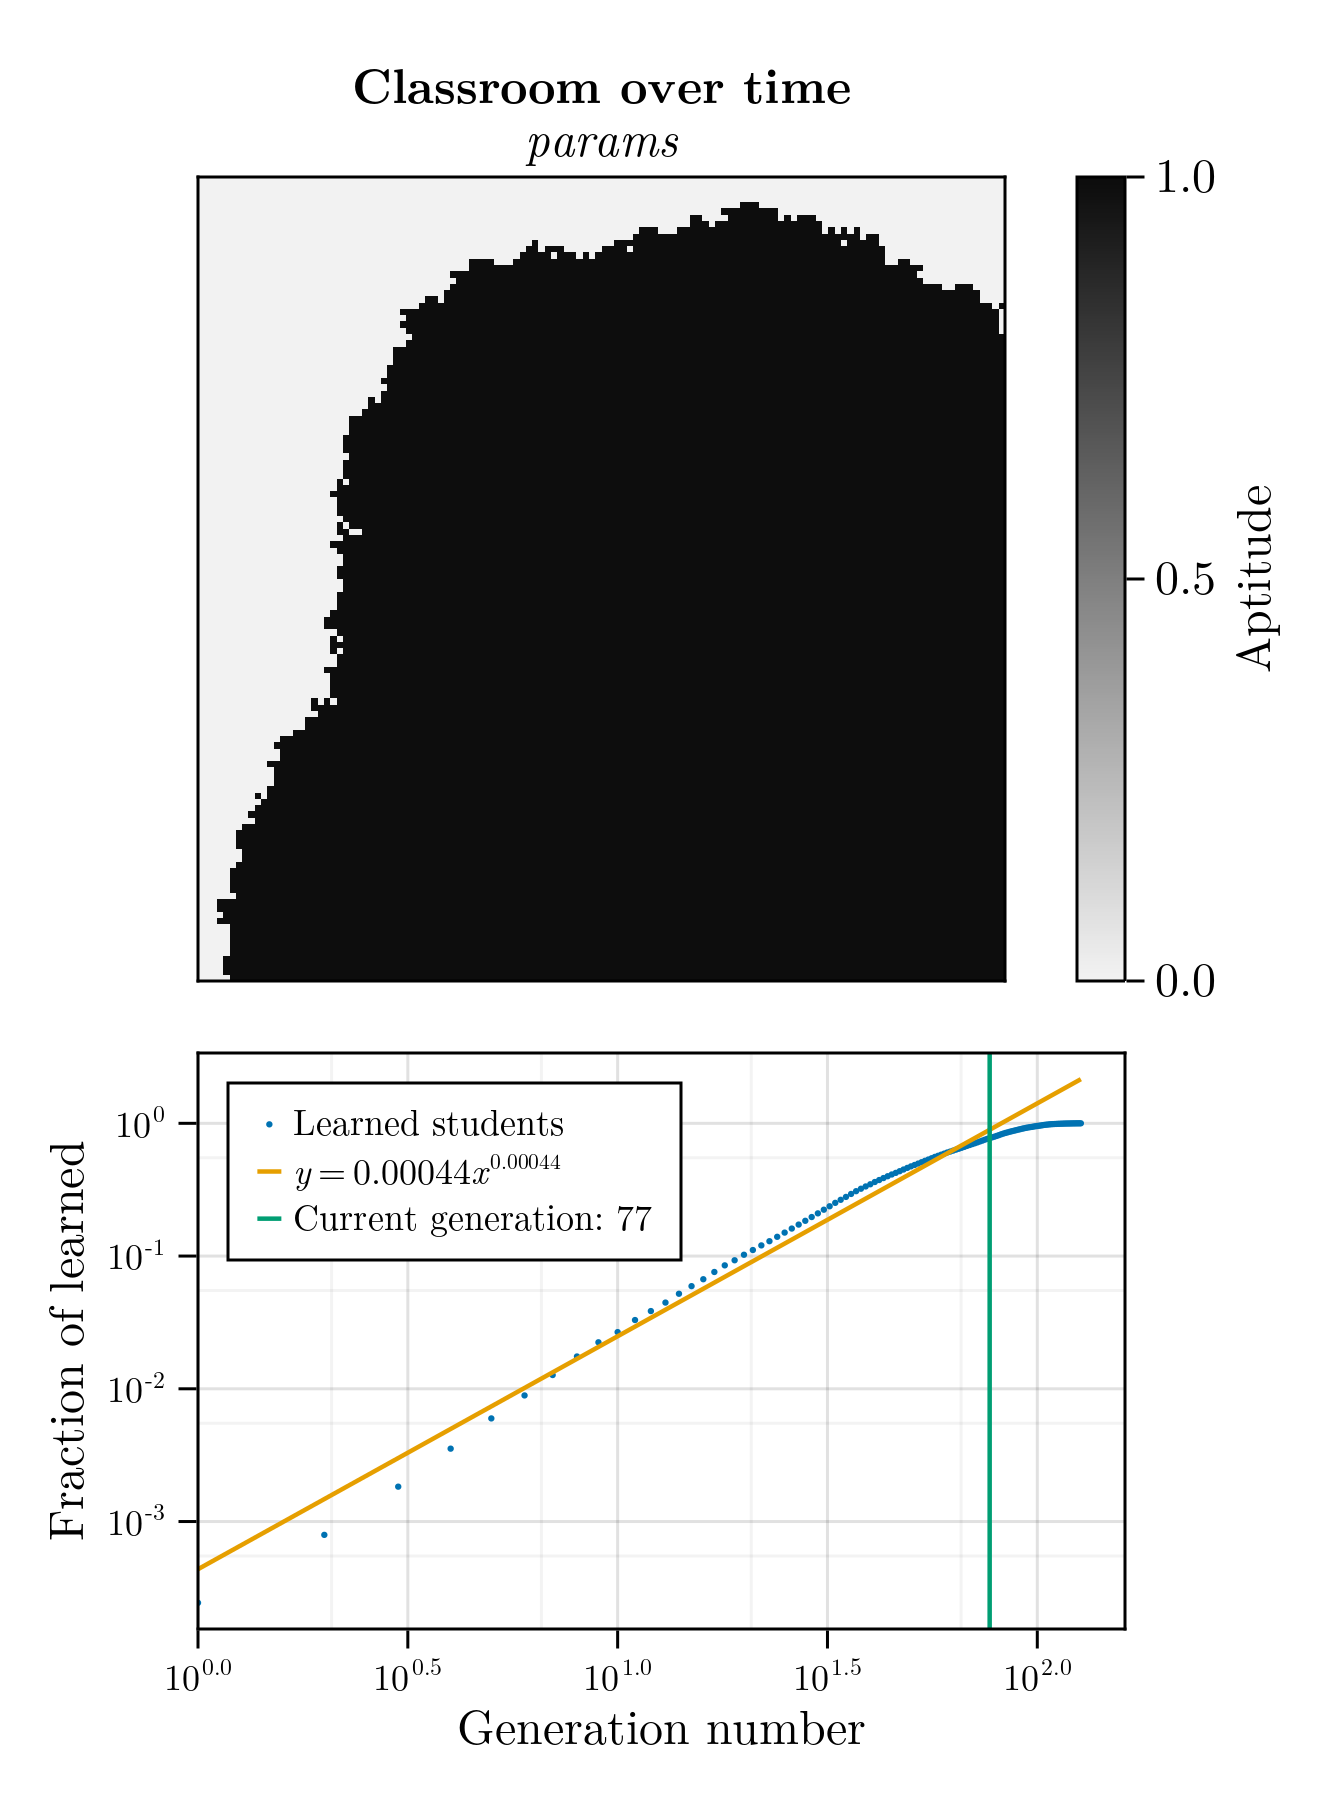 Classroom over time
params
1.0
0.5
0.0
Aptitude
Learned students
y = 0.00044x^0.00044
Current generation: 77
10^0
10^-1
10^-2
10^-3
Fraction of learned
10^0.0 10^0.5 10^1.0 10^1.5 10^2.0
Generation number